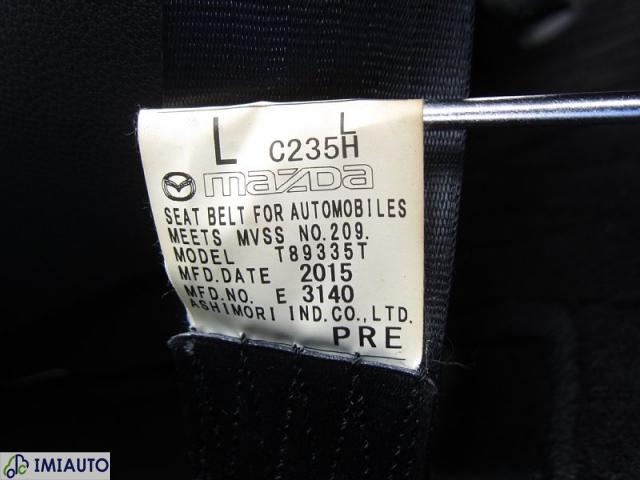 L L
C235H
mazda
SEAT BELT FOR AUTOMOBILES
MEETS MVSS NO.209.
MODEL T89335T
MFD.DATE 2015
MFD.NO. E 3140
ASHIMORI IND.CO.,LTD.
PRE
IMIAUTO